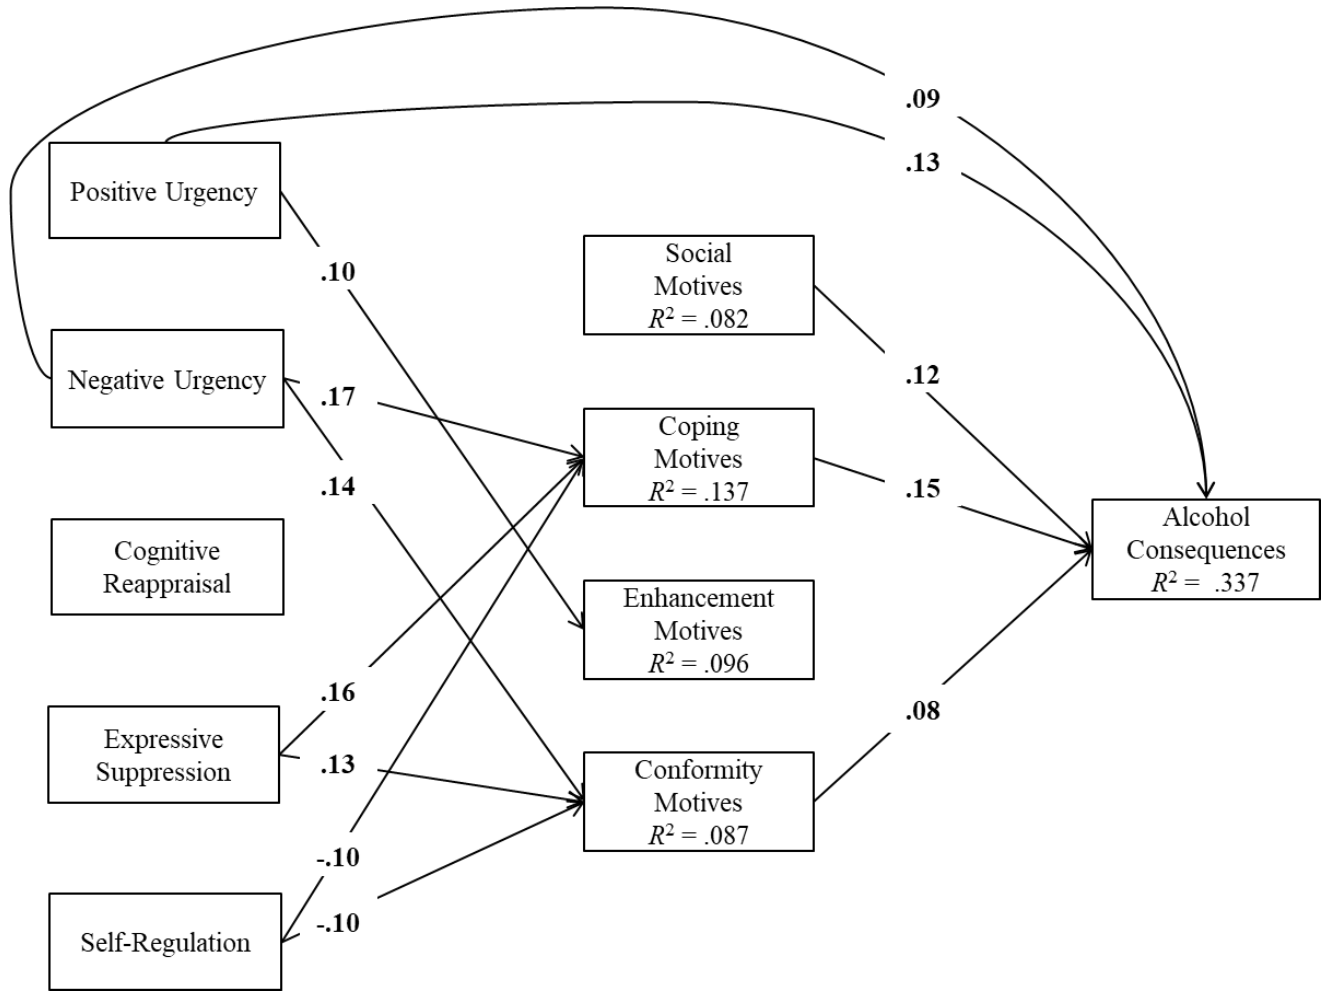 .09
.13
Positive Urgency
.10
Social
Motives
R² = .082
Negative Urgency
.17
.12
Coping
Motives
R² = .137
.14
.15
Alcohol
Consequences
R² = .337
Cognitive
Reappraisal
Enhancement
Motives
R² = .096
.16
.08
Expressive
Suppression
.13
Conformity
Motives
R² = .087
-.10
-.10
Self-Regulation